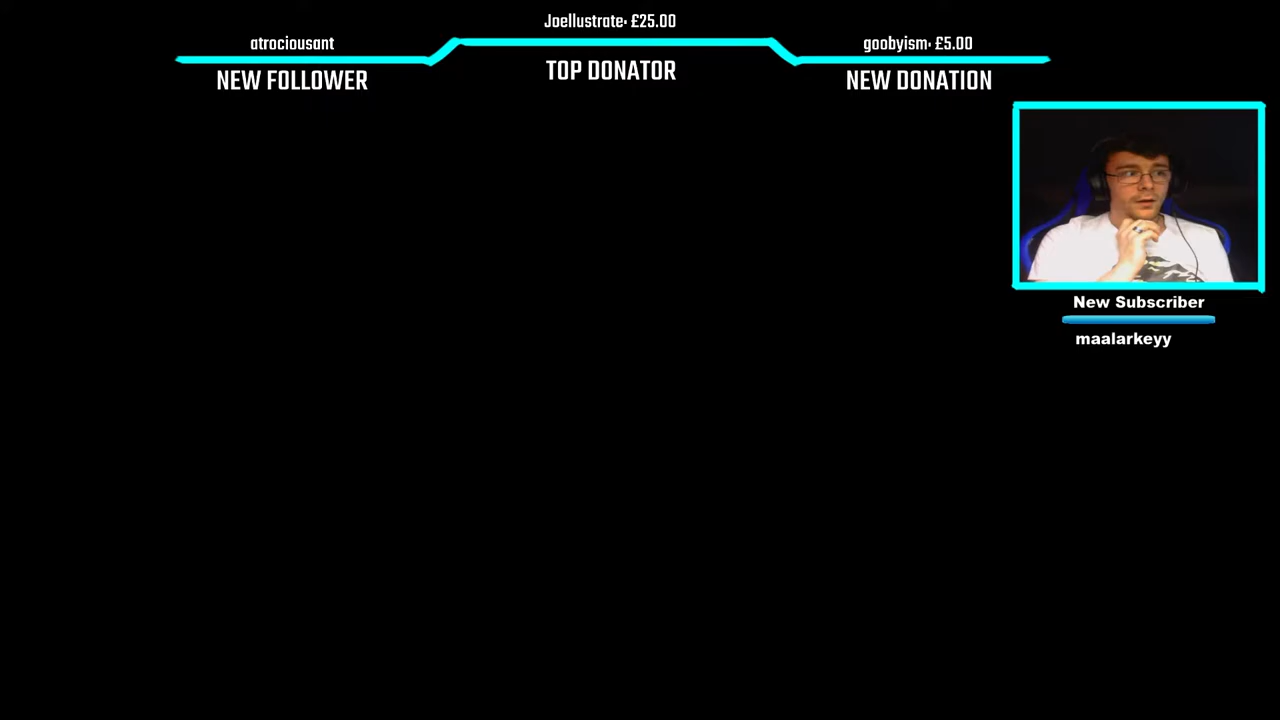 Joellustrate: £25.00
atrociousant
goobyism: £5.00
NEW FOLLOWER
TOP DONATOR
NEW DONATION
New Subscriber
maalarkeyy